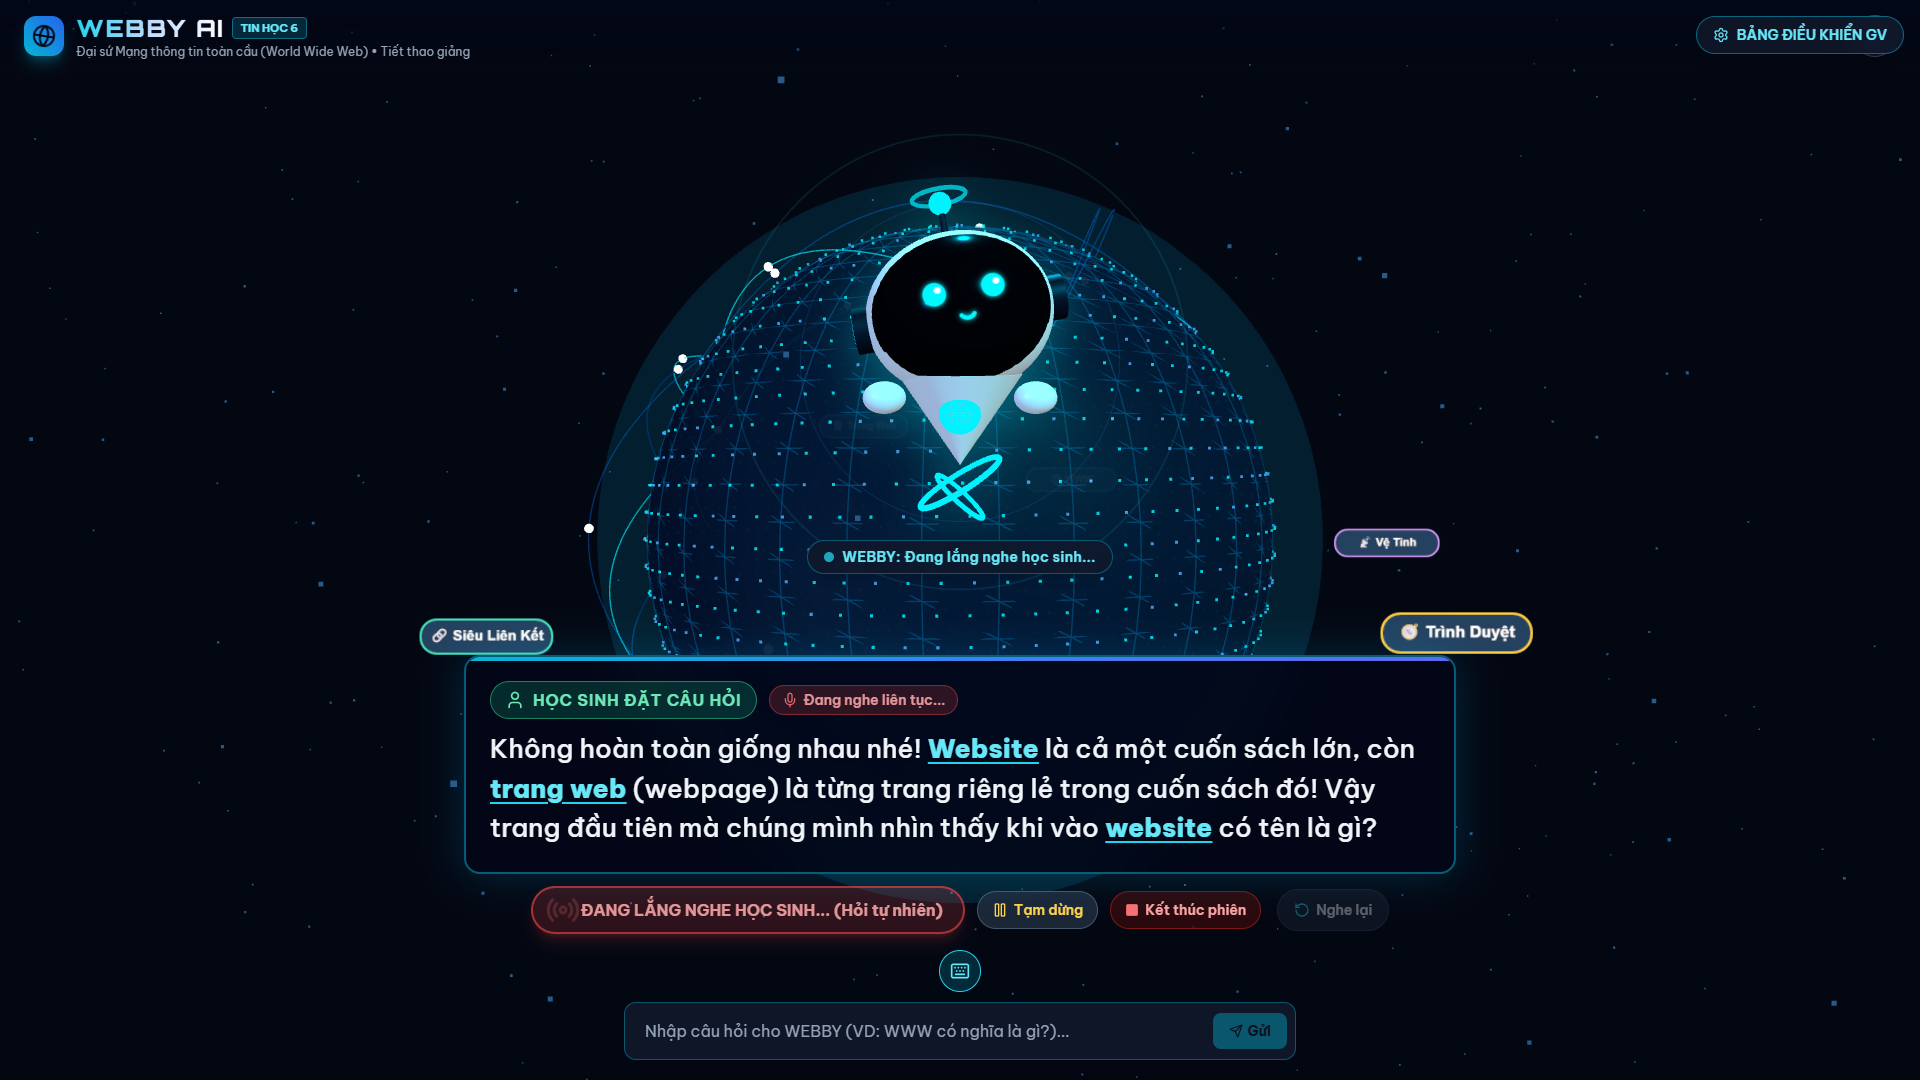 WEBBY AI TIN HỌC 6
Đại sứ Mạng thông tin toàn cầu (World Wide Web) • Tiết thao giảng
BẢNG ĐIỀU KHIỂN GV
WEBBY: Đang lắng nghe học sinh...
Vệ Tinh
Siêu Liên Kết
Trình Duyệt
HỌC SINH ĐẶT CÂU HỎI
Đang nghe liên tục...
Không hoàn toàn giống nhau nhé! Website là cả một cuốn sách lớn, còn
trang web (webpage) là từng trang riêng lẻ trong cuốn sách đó! Vậy
trang đầu tiên mà chúng mình nhìn thấy khi vào website có tên là gì?
ĐANG LẮNG NGHE HỌC SINH... (Hỏi tự nhiên)
Tạm dừng
Kết thúc phiên
Nghe lại
Nhập câu hỏi cho WEBBY (VD: WWW có nghĩa là gì?)...
Gửi